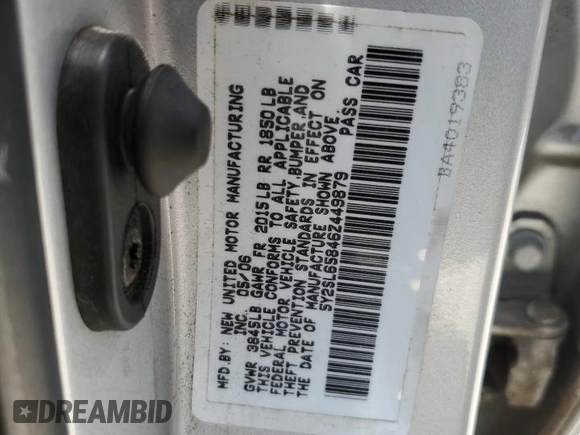 MFD.BY: NEW UNITED MOTOR MANUFACTURING
INC. 05/06
GVWR 3845LB GAWR FR 2015LB RR 1850LB
THIS VEHICLE CONFORMS TO ALL APPLICABLE
FEDERAL MOTOR VEHICLE SAFETY,BUMPER,AND
THEFT PREVENTION STANDARDS IN EFFECT ON
THE DATE OF MANUFACTURE SHOWN ABOVE.
5Y2SL65846Z449879 PASS CAR
BA4019383
DREAMBID